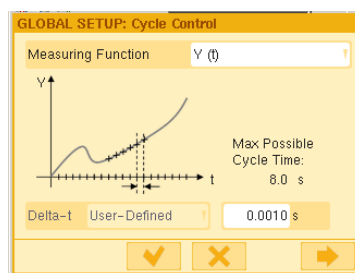 GLOBAL SETUP: Cycle Control
Measuring Function Y (t)
Y
t
Max Possible
Cycle Time:
8.0 s
Delta-t User-Defined 0.0010 s